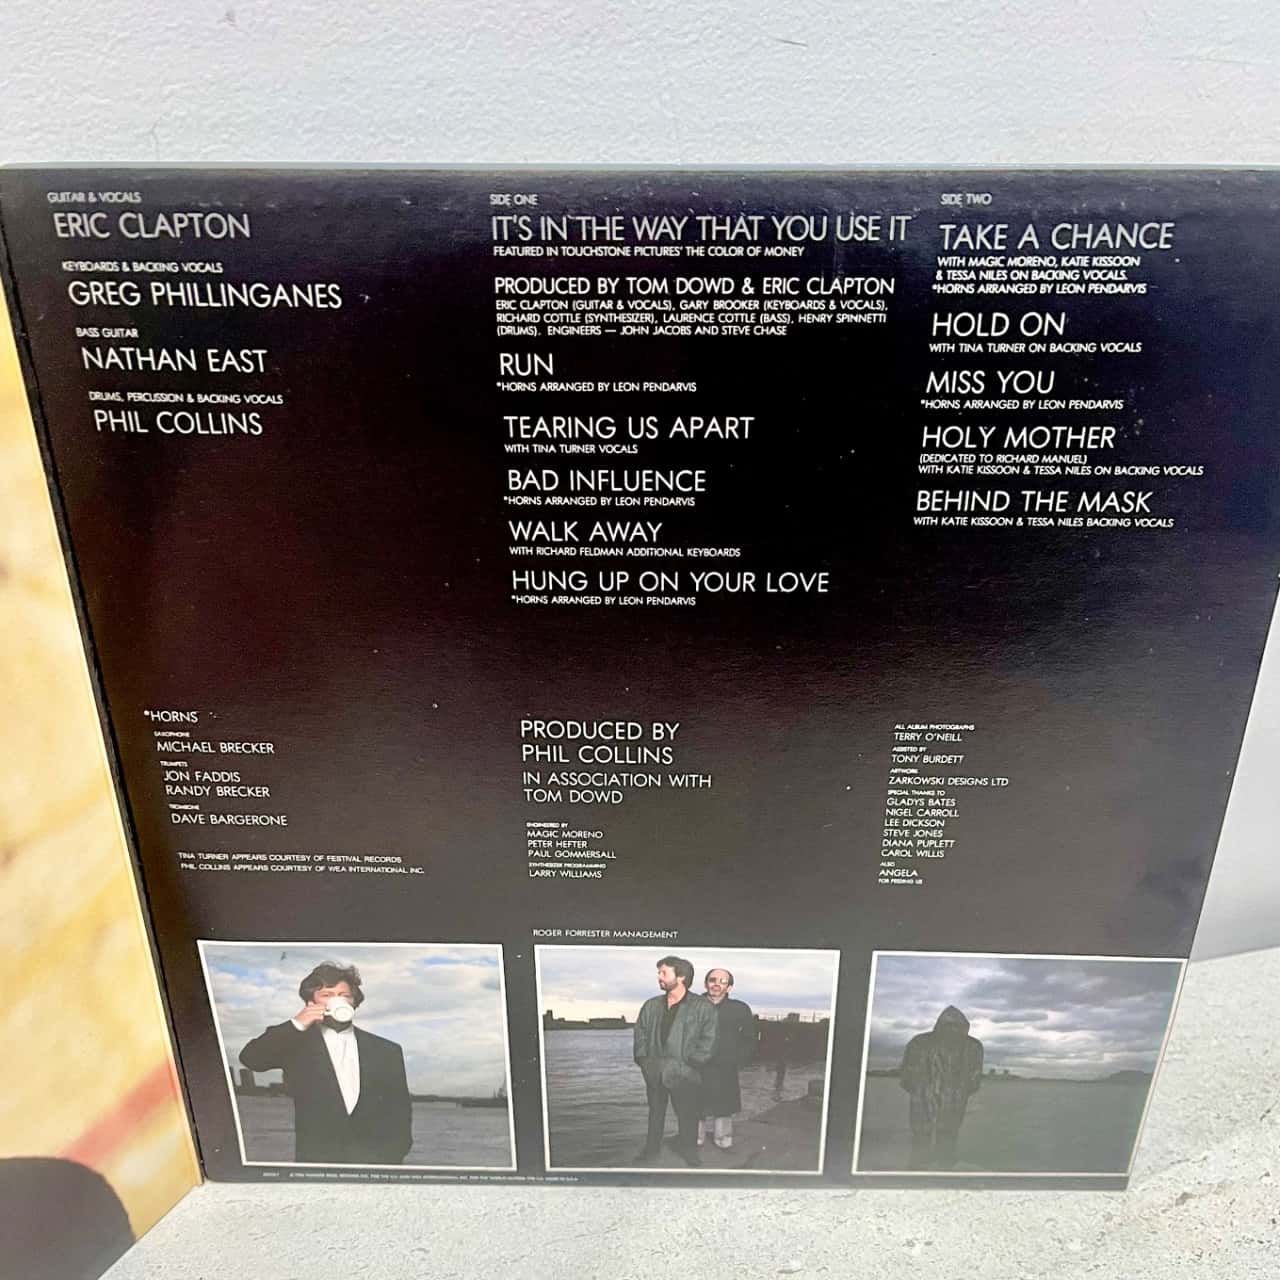 GUITAR & VOCALS
ERIC CLAPTON
KEYBOARDS & BACKING VOCALS
GREG PHILLINGANES
BASS GUITAR
NATHAN EAST
DRUMS, PERCUSSION & BACKING VOCALS
PHIL COLLINS
SIDE ONE
IT'S IN THE WAY THAT YOU USE IT
FEATURED IN TOUCHSTONE PICTURES' THE COLOR OF MONEY
PRODUCED BY TOM DOWD & ERIC CLAPTON
ERIC CLAPTON (GUITAR & VOCALS), GARY BROOKER (KEYBOARDS & VOCALS),
RICHARD COTTLE (SYNTHESIZER), LAURENCE COTTLE (BASS), HENRY SPINNETTI
(DRUMS). ENGINEERS — JOHN JACOBS AND STEVE CHASE
RUN
*HORNS ARRANGED BY LEON PENDARVIS
TEARING US APART
WITH TINA TURNER VOCALS
BAD INFLUENCE
*HORNS ARRANGED BY LEON PENDARVIS
WALK AWAY
WITH RICHARD FELDMAN ADDITIONAL KEYBOARDS
HUNG UP ON YOUR LOVE
*HORNS ARRANGED BY LEON PENDARVIS
SIDE TWO
TAKE A CHANCE
WITH MAGIC MORENO, KATIE KISSOON
& TESSA NILES ON BACKING VOCALS.
*HORNS ARRANGED BY LEON PENDARVIS
HOLD ON
WITH TINA TURNER ON BACKING VOCALS
MISS YOU
*HORNS ARRANGED BY LEON PENDARVIS
HOLY MOTHER
(DEDICATED TO RICHARD MANUEL)
WITH KATIE KISSOON & TESSA NILES ON BACKING VOCALS
BEHIND THE MASK
WITH KATIE KISSOON & TESSA NILES BACKING VOCALS
*HORNS
SAXOPHONE
MICHAEL BRECKER
TRUMPETS
JON FADDIS
RANDY BRECKER
TROMBONE
DAVE BARGERONE
TINA TURNER APPEARS COURTESY OF FESTIVAL RECORDS
PHIL COLLINS APPEARS COURTESY OF WEA INTERNATIONAL INC.
PRODUCED BY
PHIL COLLINS
IN ASSOCIATION WITH
TOM DOWD
ENGINEERED BY
MAGIC MORENO
PETER HEFTER
PAUL GOMMERSALL
SYNTHESIZER PROGRAMMING
LARRY WILLIAMS
ROGER FORRESTER MANAGEMENT
ALL ALBUM PHOTOGRAPHS
TERRY O'NEILL
ASSISTED BY
TONY BURDETT
ARTWORK
ZARKOWSKI DESIGNS LTD
SPECIAL THANKS TO
GLADYS BATES
NIGEL CARROLL
LEE DICKSON
STEVE JONES
DIANA PUPLETT
CAROL WILLIS
ALSO
ANGELA
FOR FEEDING US